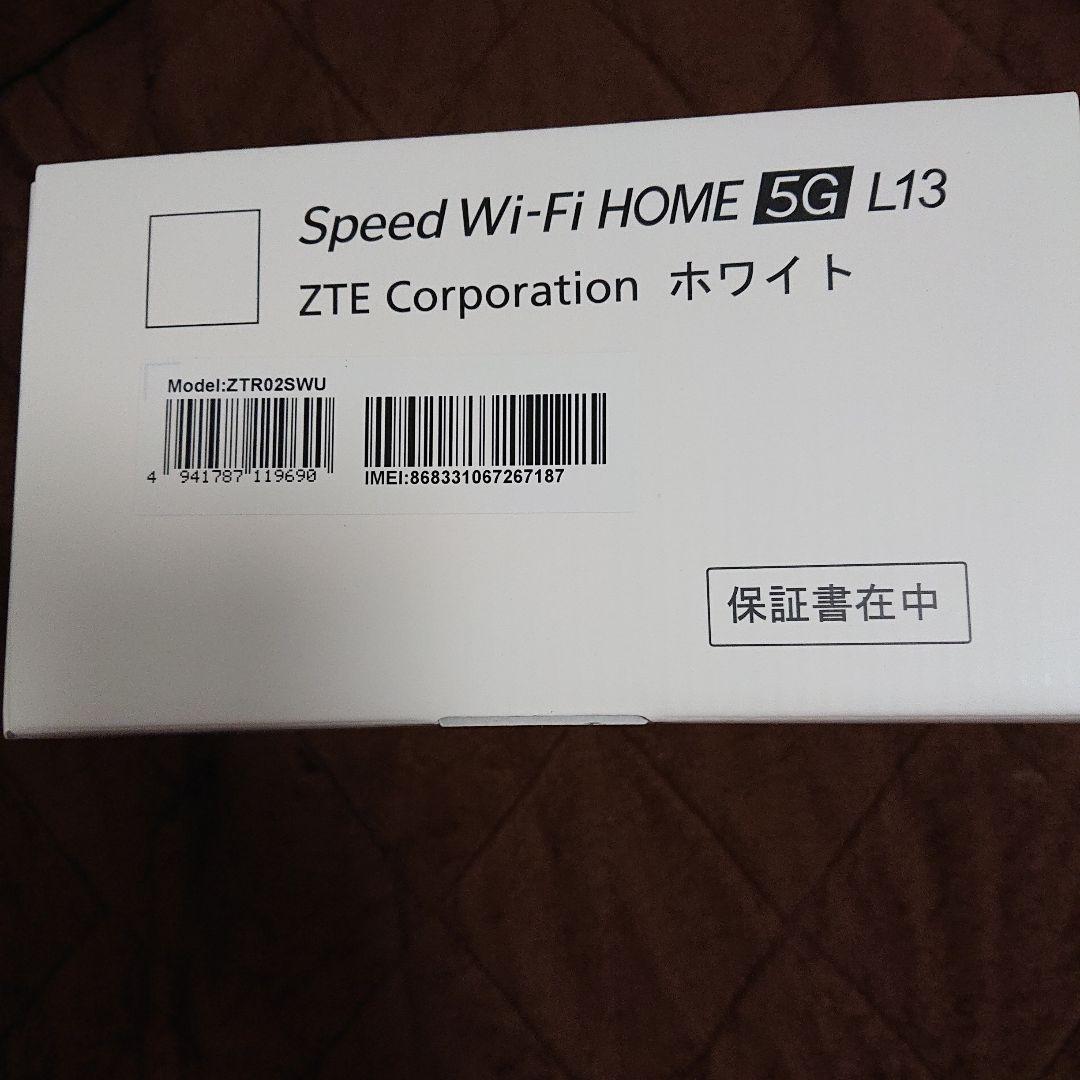 Speed Wi-Fi HOME 5G L13
ZTE Corporation ホワイト
Model:ZTR02SWU
4 941787 119690
IMEI:868331067267187
保証書在中